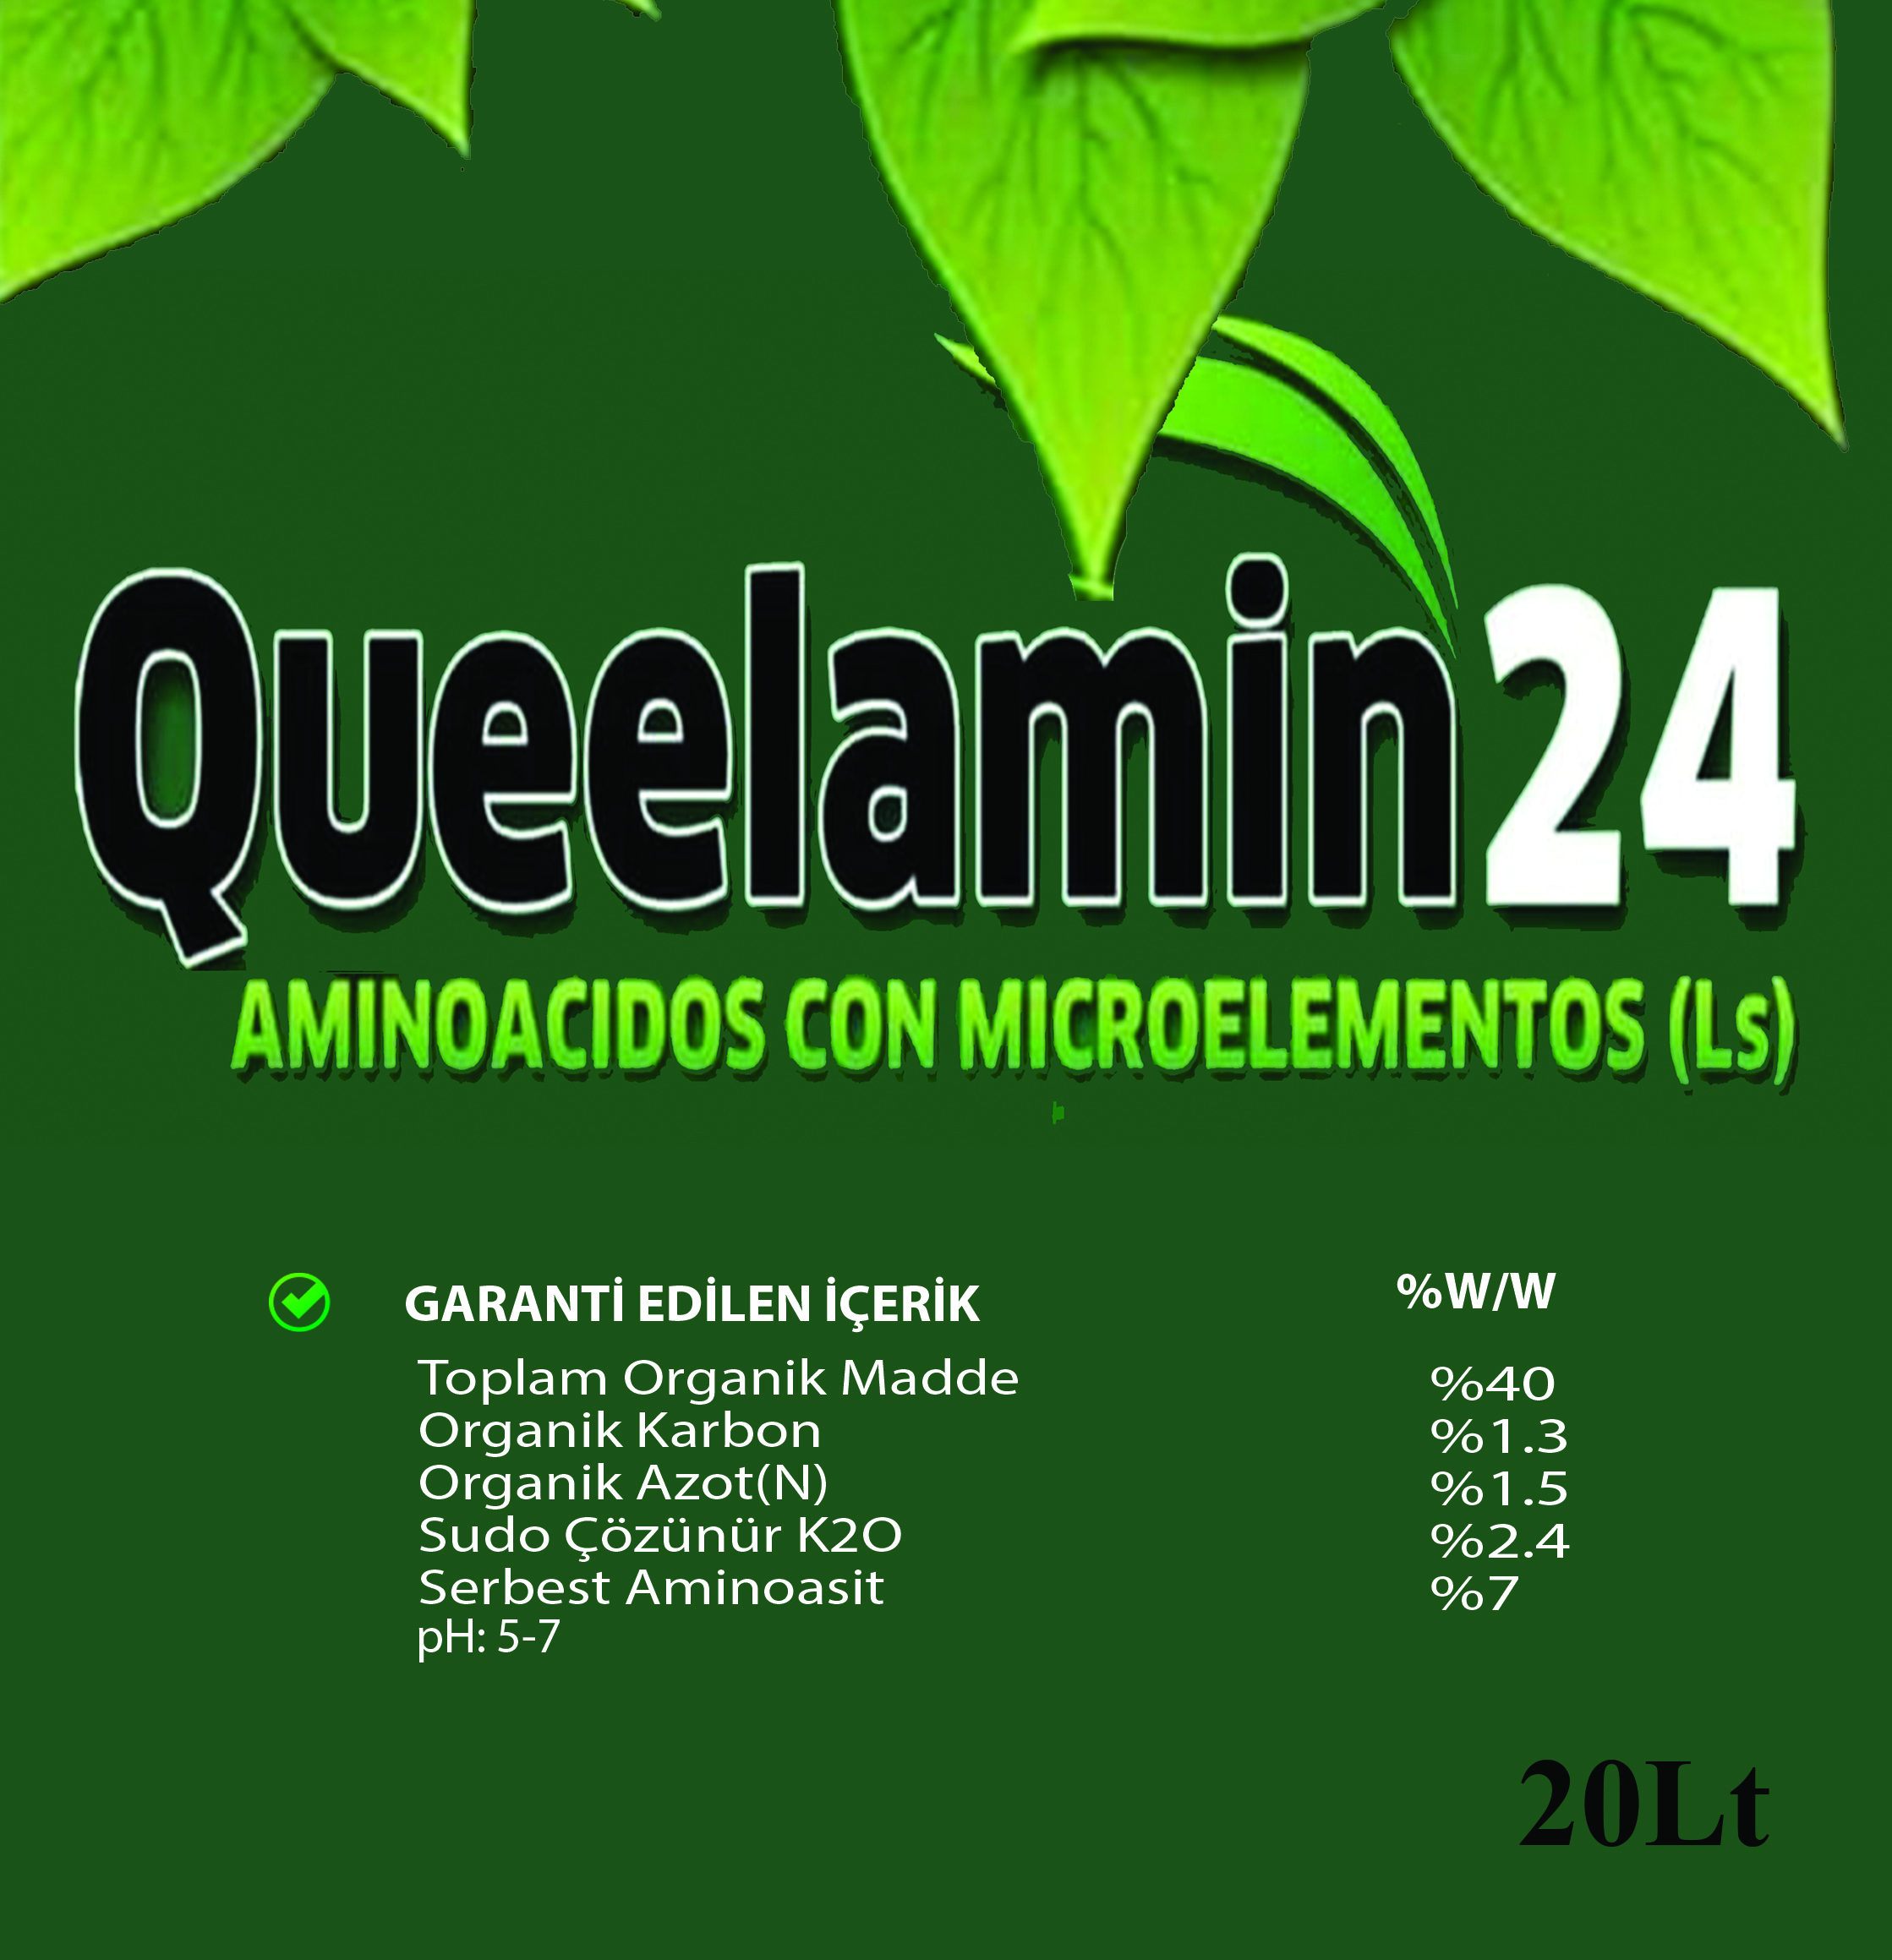 Queelamin24
AMINOACIDOS CON MICROELEMENTOS (Ls)
GARANTİ EDİLEN İÇERİK %W/W
Toplam Organik Madde %40
Organik Karbon %1.3
Organik Azot(N) %1.5
Sudo Çözünür K2O %2.4
Serbest Aminoasit %7
pH: 5-7
20Lt